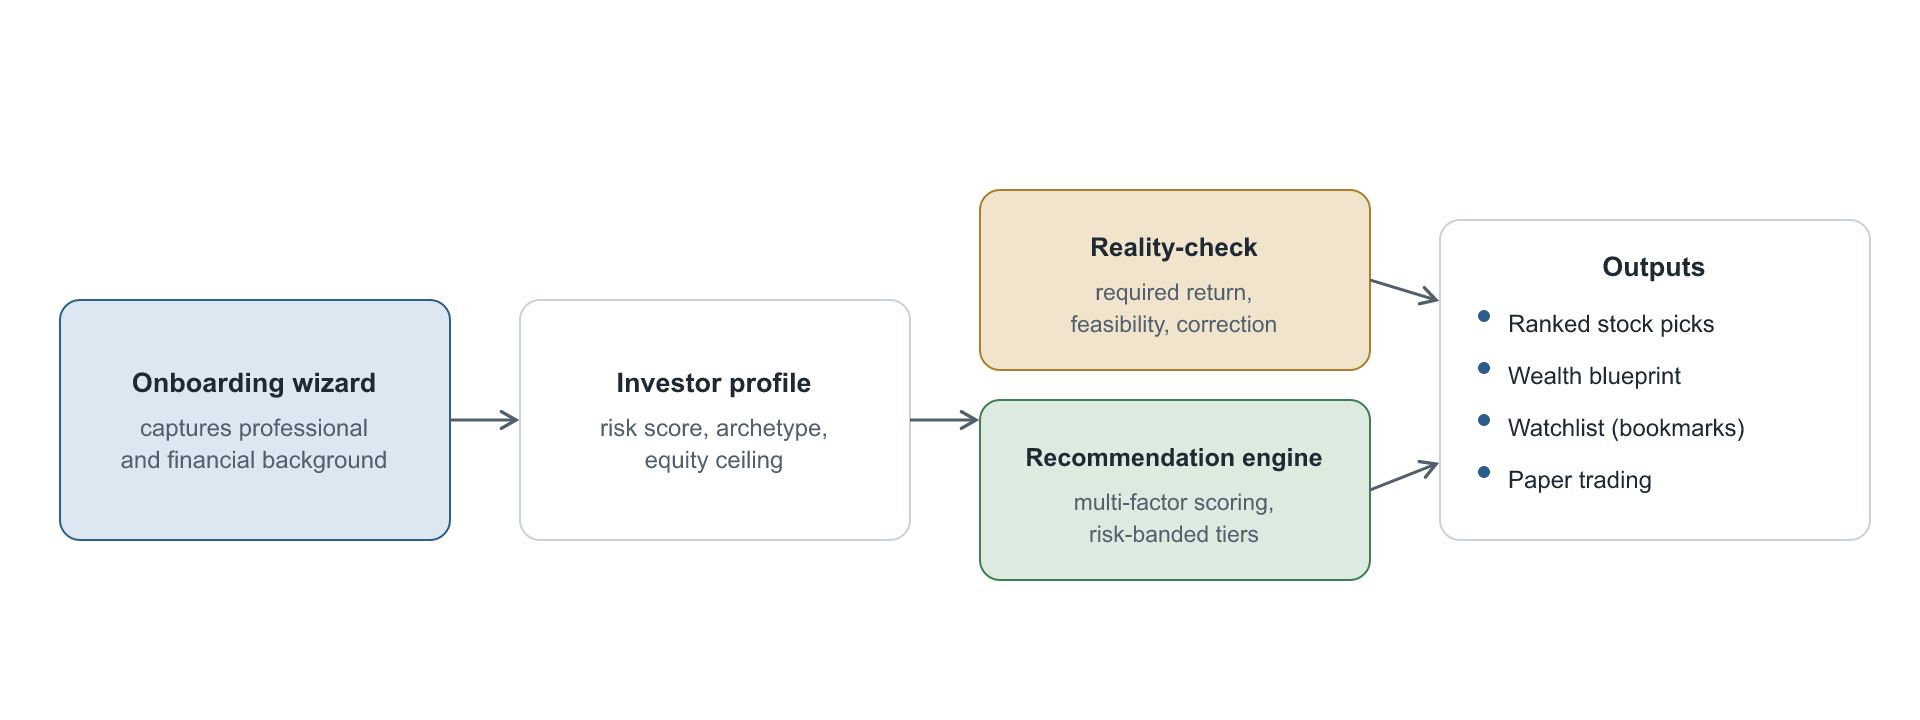 Onboarding wizard
captures professional
and financial background
Investor profile
risk score, archetype,
equity ceiling
Reality-check
required return,
feasibility, correction
Recommendation engine
multi-factor scoring,
risk-banded tiers
Outputs
Ranked stock picks
Wealth blueprint
Watchlist (bookmarks)
Paper trading